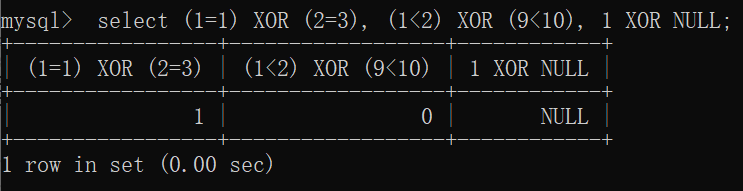 mysql>  select (1=1) XOR (2=3), (1<2) XOR (9<10), 1 XOR NULL;
+-----------------+------------------+------------+
| (1=1) XOR (2=3) | (1<2) XOR (9<10) | 1 XOR NULL |
+-----------------+------------------+------------+
|               1 |                0 |       NULL |
+-----------------+------------------+------------+
1 row in set (0.00 sec)